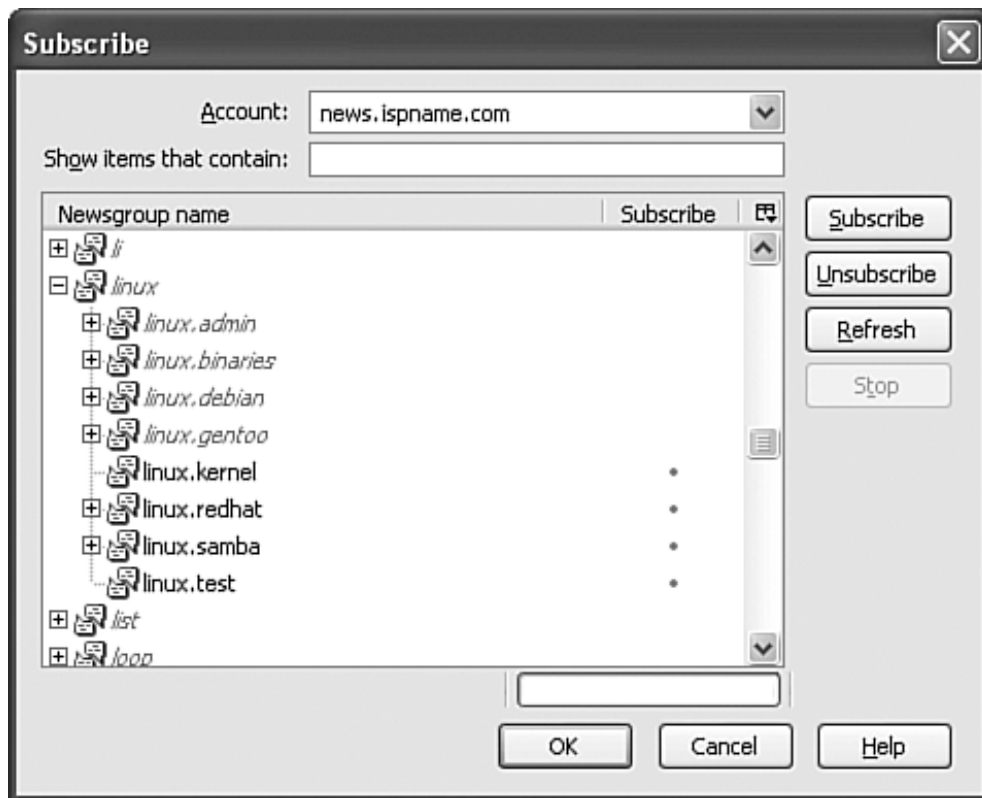 Subscribe
Account: news.ispname.com
Show items that contain:
Newsgroup name Subscribe
li
linux
linux.admin
linux.binaries
linux.debian
linux.gentoo
linux.kernel
linux.redhat
linux.samba
linux.test
list
loop
Subscribe
Unsubscribe
Refresh
Stop
OK Cancel Help